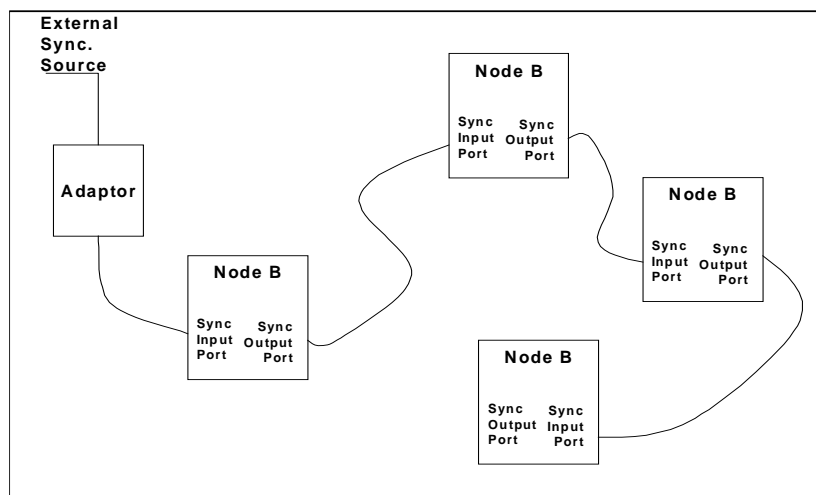 External
Sync.
Source
Adaptor
Node B
Sync
Input
Port
Sync
Output
Port
Node B
Sync
Input
Port
Sync
Output
Port
Node B
Sync
Input
Port
Sync
Output
Port
Node B
Sync
Output
Port
Sync
Input
Port